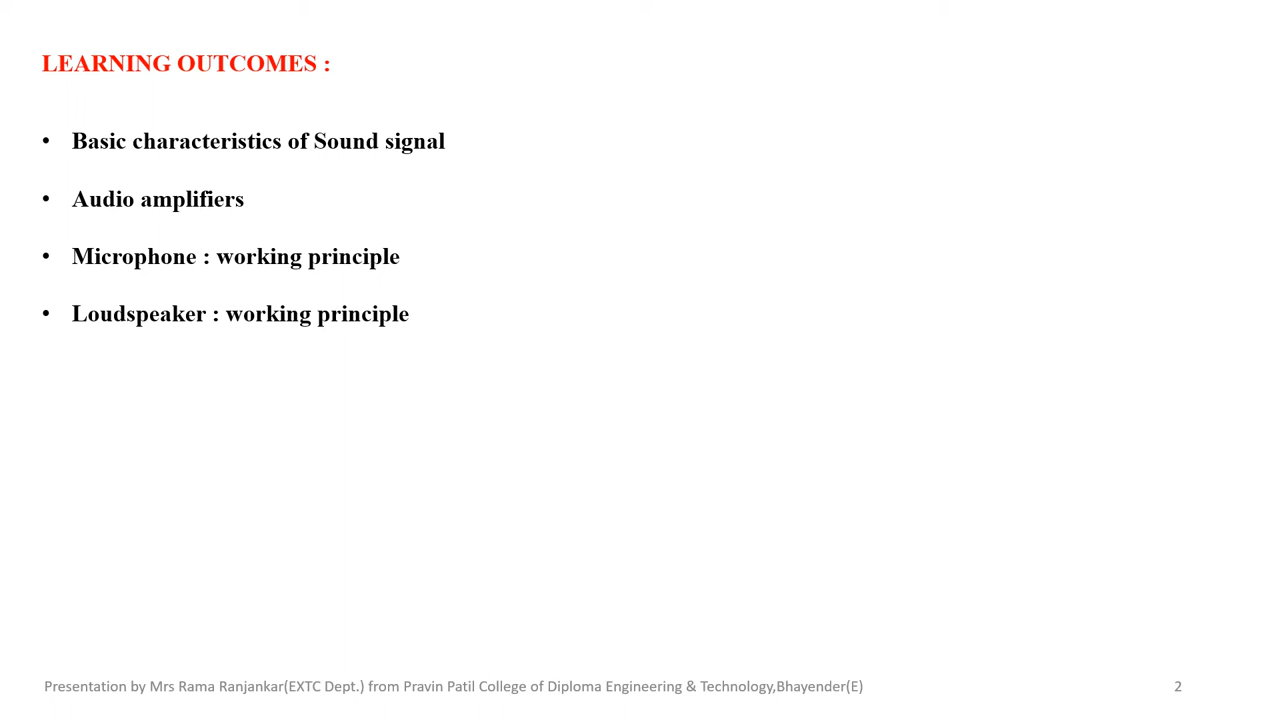 LEARNING OUTCOMES :
• Basic characteristics of Sound signal
• Audio amplifiers
• Microphone : working principle
• Loudspeaker : working principle
Presentation by Mrs Rama Ranjankar(EXTC Dept.) from Pravin Patil College of Diploma Engineering & Technology,Bhayender(E) 2